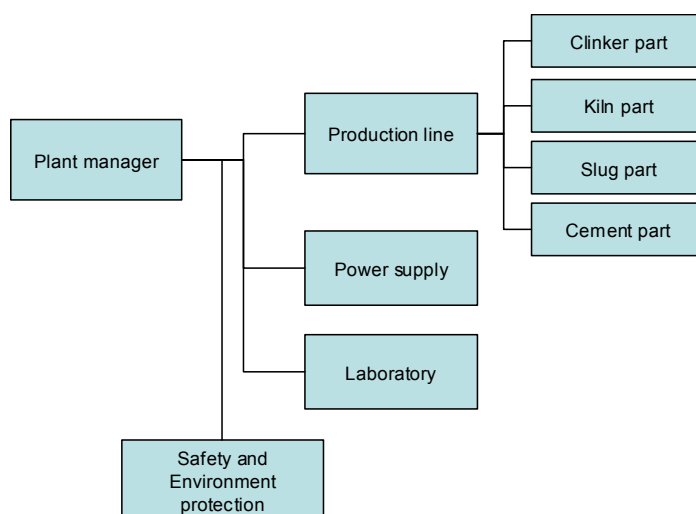 Plant manager
Production line
Clinker part
Kiln part
Slug part
Cement part
Power supply
Laboratory
Safety and
Environment
protection